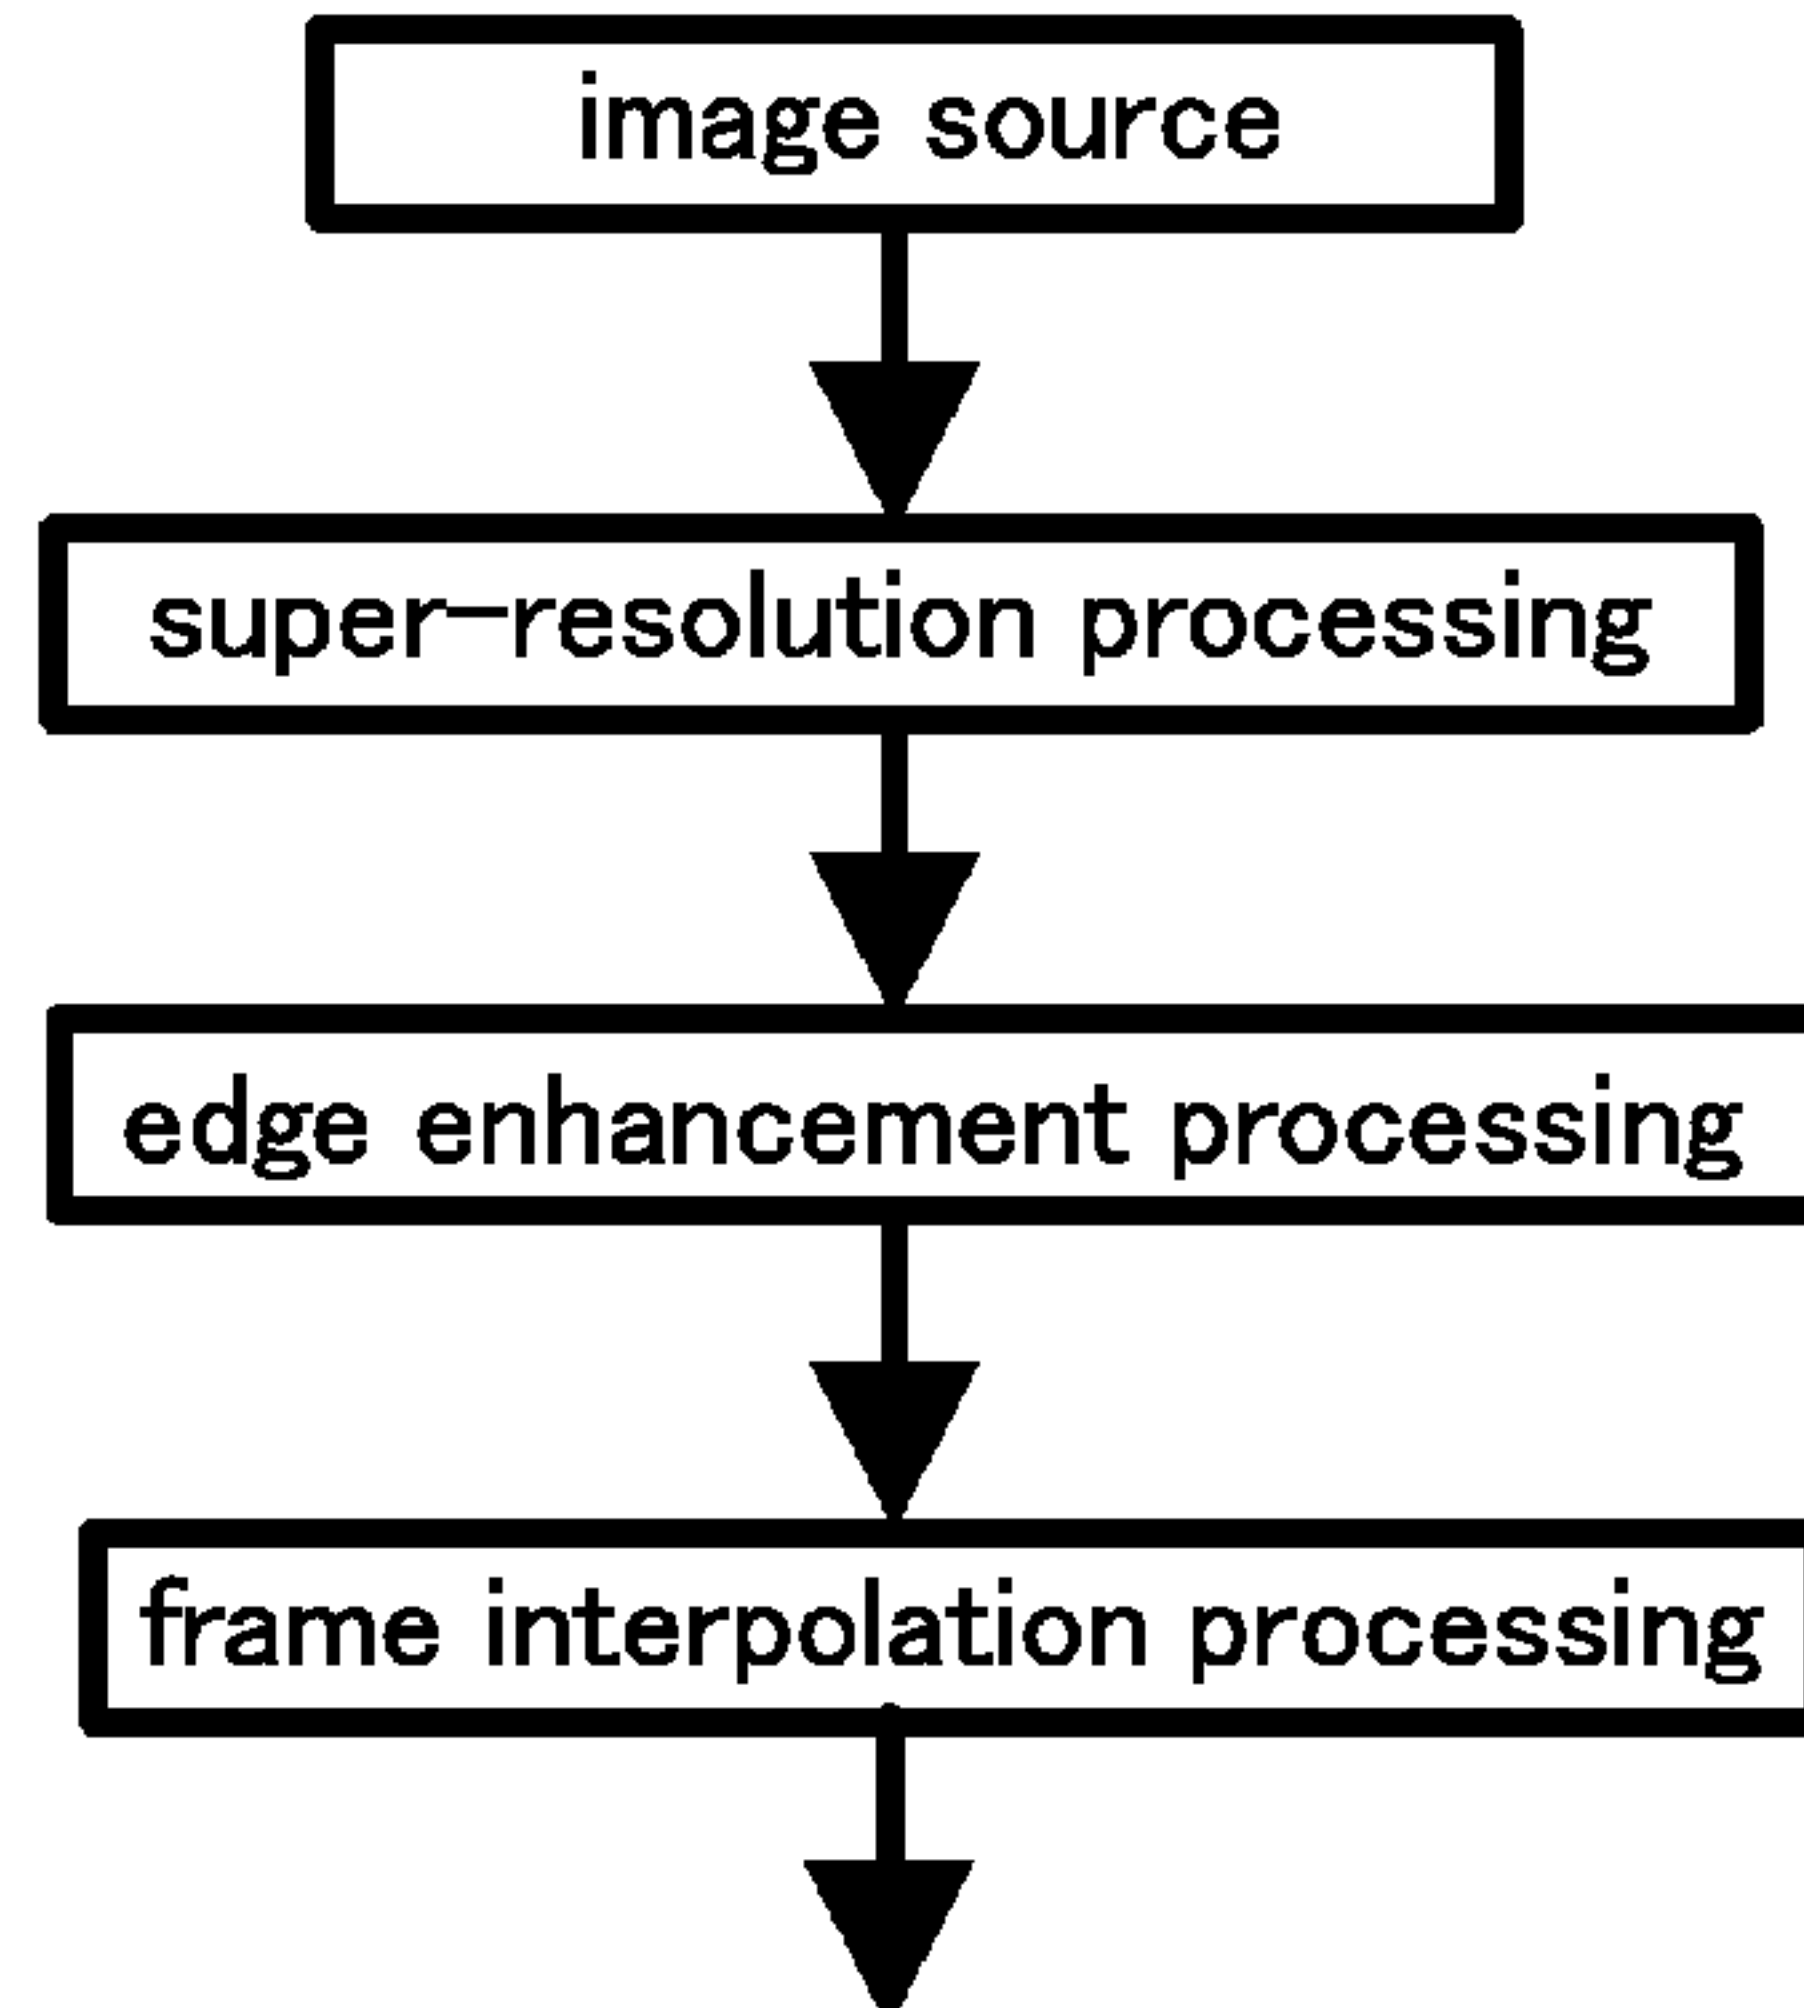 image source
super-resolution processing
edge enhancement processing
frame interpolation processing